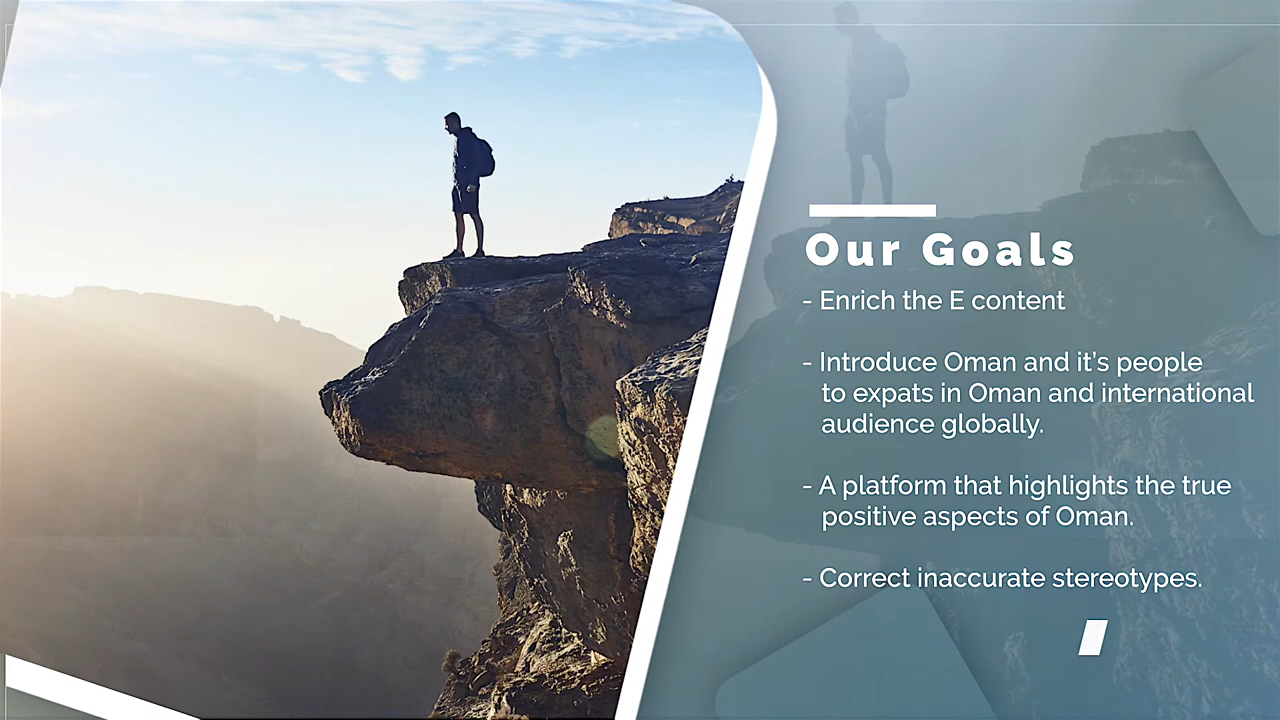 Our Goals
- Enrich the E content
- Introduce Oman and it's people
to expats in Oman and international
audience globally.
- A platform that highlights the true
positive aspects of Oman.
- Correct inaccurate stereotypes.